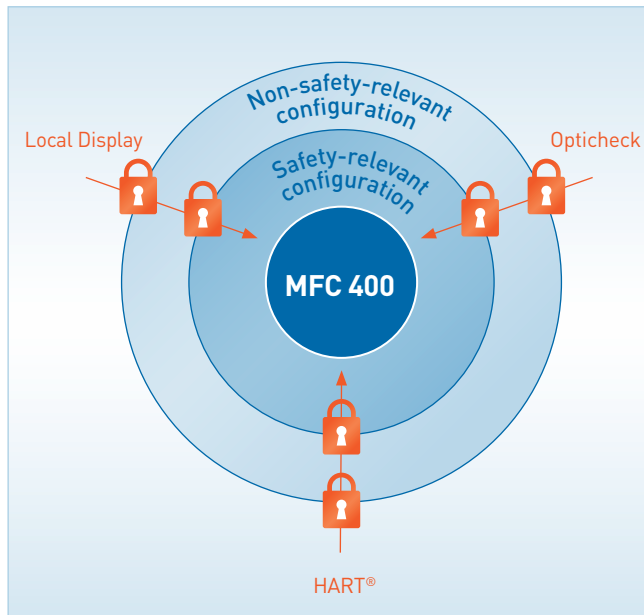 Non-safety-relevant
configuration
Local Display
Opticheck
Safety-relevant
configuration
MFC 400
HART®